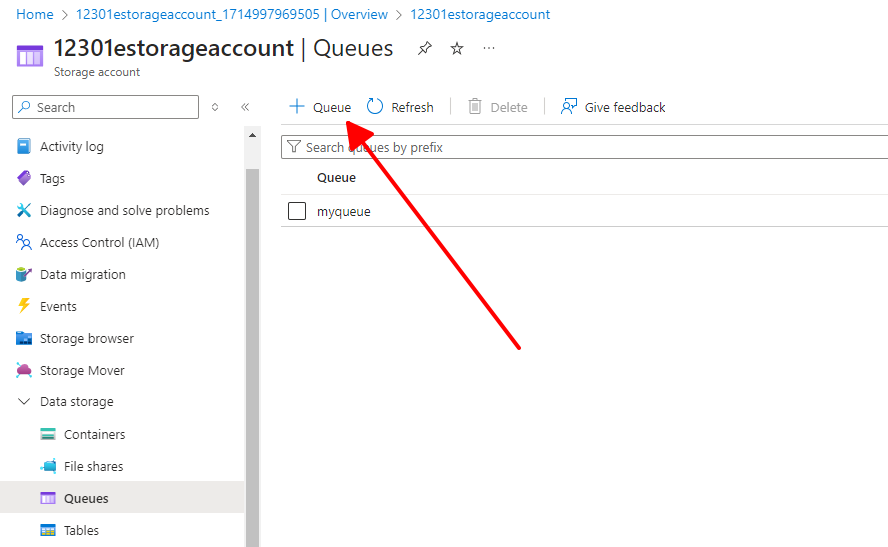 Home > 12301estorageaccount_1714997969505 | Overview > 12301estorageaccount
12301estorageaccount | Queues
Storage account
Search
Queue Refresh Delete Give feedback
Search queues by prefix
Queue
myqueue
Activity log
Tags
Diagnose and solve problems
Access Control (IAM)
Data migration
Events
Storage browser
Storage Mover
Data storage
Containers
File shares
Queues
Tables